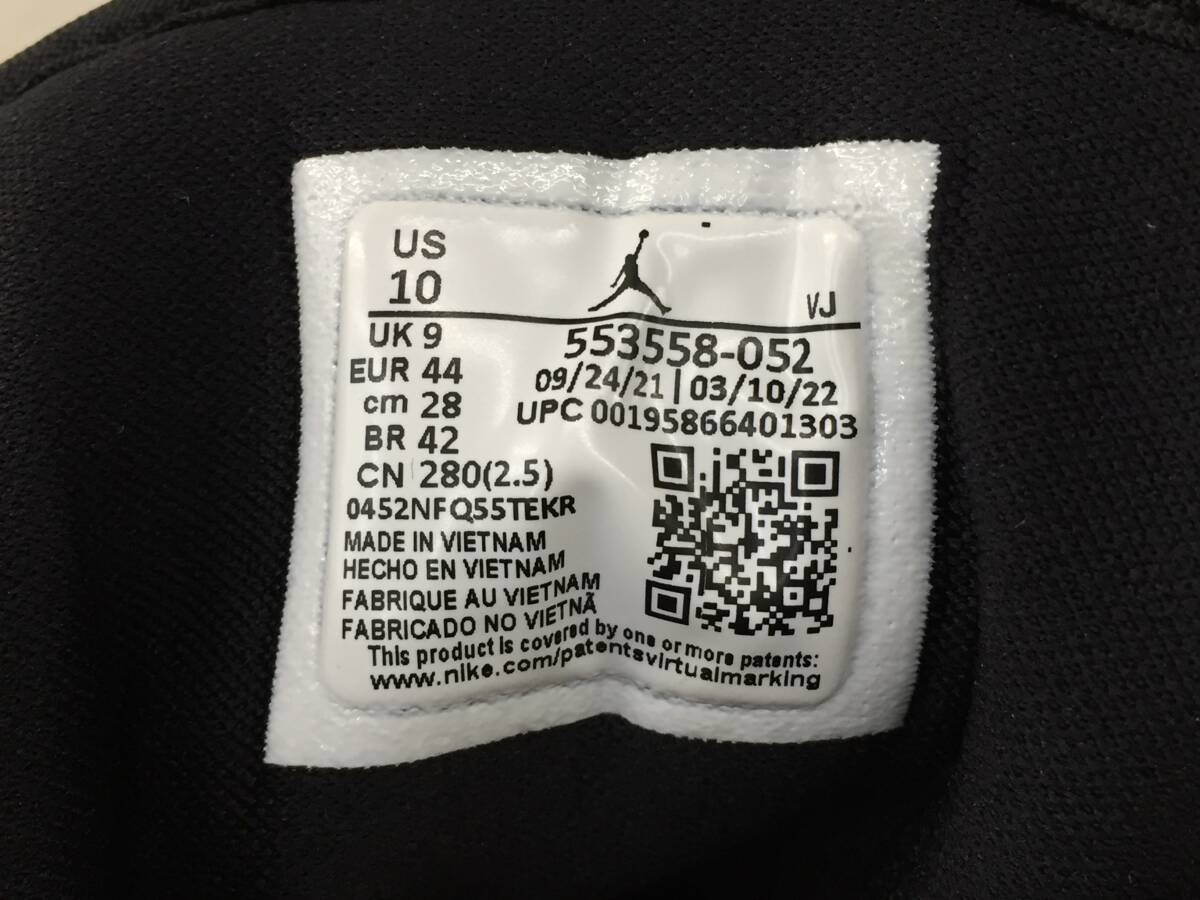 US
10
VJ
UK 9
EUR 44
cm 28
BR 42
CN 280(2.5)
553558-052
09/24/21 | 03/10/22
UPC 00195866401303
0452NFQ55TEKR
MADE IN VIETNAM
HECHO EN VIETNAM
FABRIQUE AU VIETNAM
FABRICADO NO VIETNÃ
This product is covered by one or more patents:
www.nike.com/patentsvirtualmarking